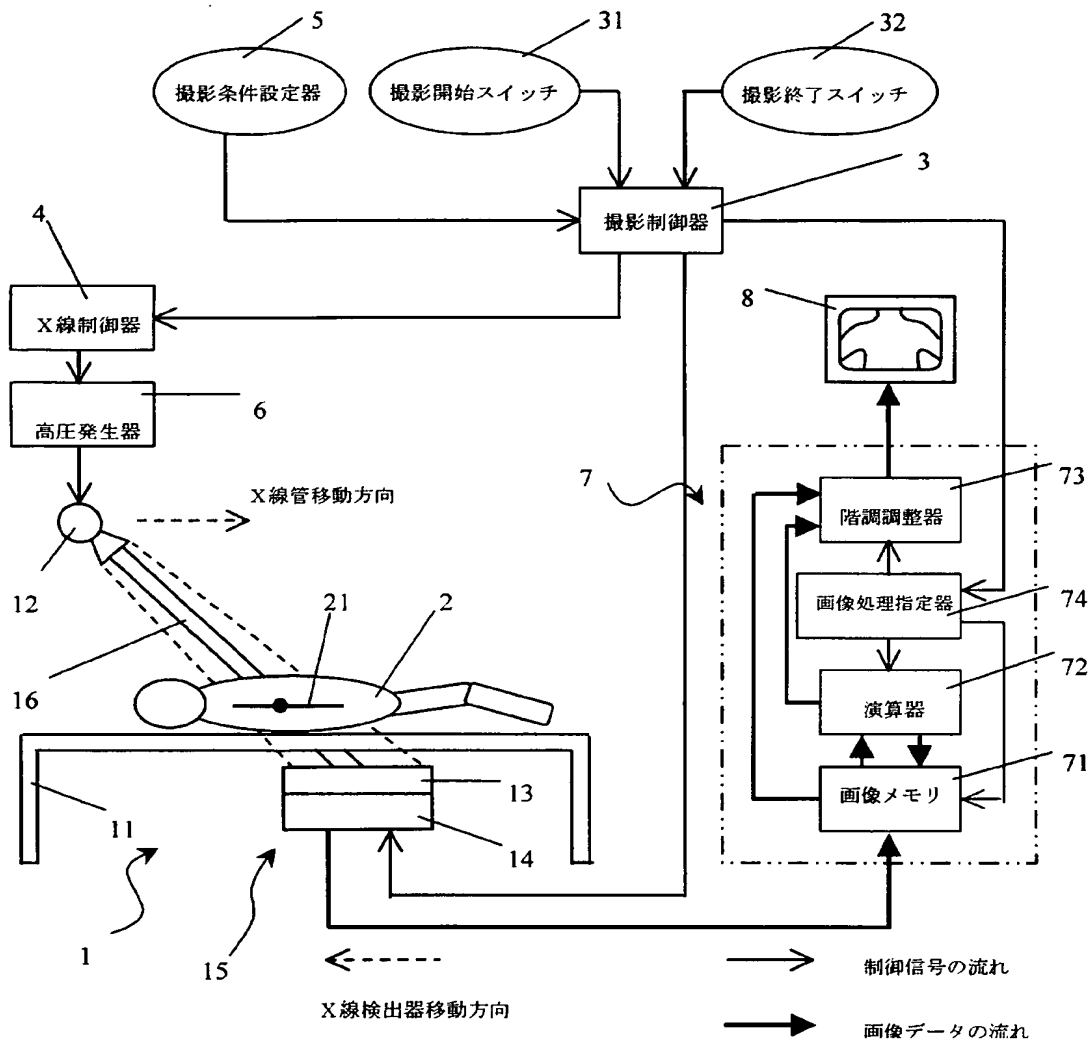 5
31
32
撮影条件設定器
撮影開始スイッチ
撮影終了スイッチ
3
撮影制御器
4
X線制御器
8
6
高圧発生器
7
73
X線管移動方向
階調調整器
12
画像処理指定器
74
21
2
72
16
演算器
71
13
画像メモリ
11
14
1
15
制御信号の流れ
X線検出器移動方向
画像データの流れ